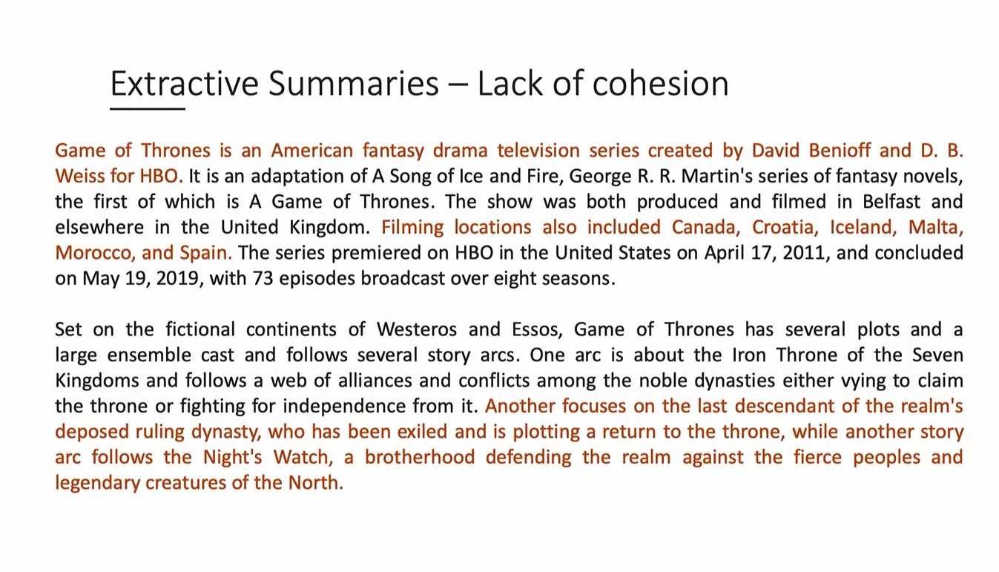 Extractive Summaries – Lack of cohesion
Game of Thrones is an American fantasy drama television series created by David Benioff and D. B.
Weiss for HBO. It is an adaptation of A Song of Ice and Fire, George R. R. Martin's series of fantasy novels,
the first of which is A Game of Thrones. The show was both produced and filmed in Belfast and
elsewhere in the United Kingdom. Filming locations also included Canada, Croatia, Iceland, Malta,
Morocco, and Spain. The series premiered on HBO in the United States on April 17, 2011, and concluded
on May 19, 2019, with 73 episodes broadcast over eight seasons.
Set on the fictional continents of Westeros and Essos, Game of Thrones has several plots and a
large ensemble cast and follows several story arcs. One arc is about the Iron Throne of the Seven
Kingdoms and follows a web of alliances and conflicts among the noble dynasties either vying to claim
the throne or fighting for independence from it. Another focuses on the last descendant of the realm's
deposed ruling dynasty, who has been exiled and is plotting a return to the throne, while another story
arc follows the Night's Watch, a brotherhood defending the realm against the fierce peoples and
legendary creatures of the North.